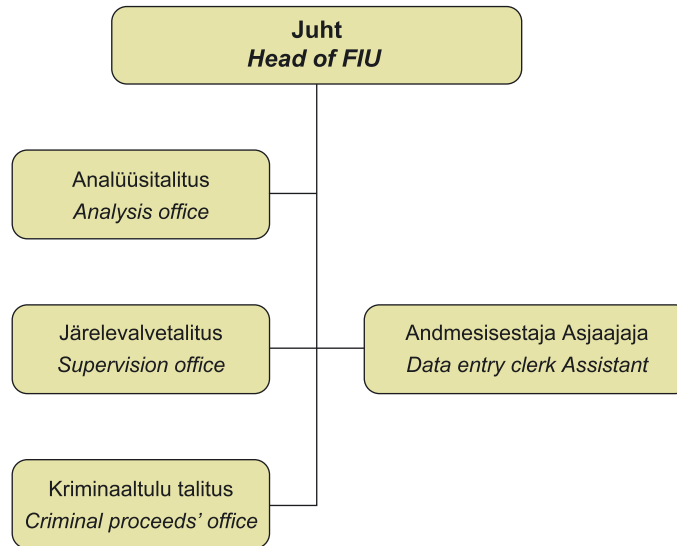 Juht
Head of FIU
Analüüsitalitus
Analysis office
Järelevalvetalitus
Supervision office
Andmesisestaja Asjaajaja
Data entry clerk Assistant
Kriminaaltulu talitus
Criminal proceeds’ office